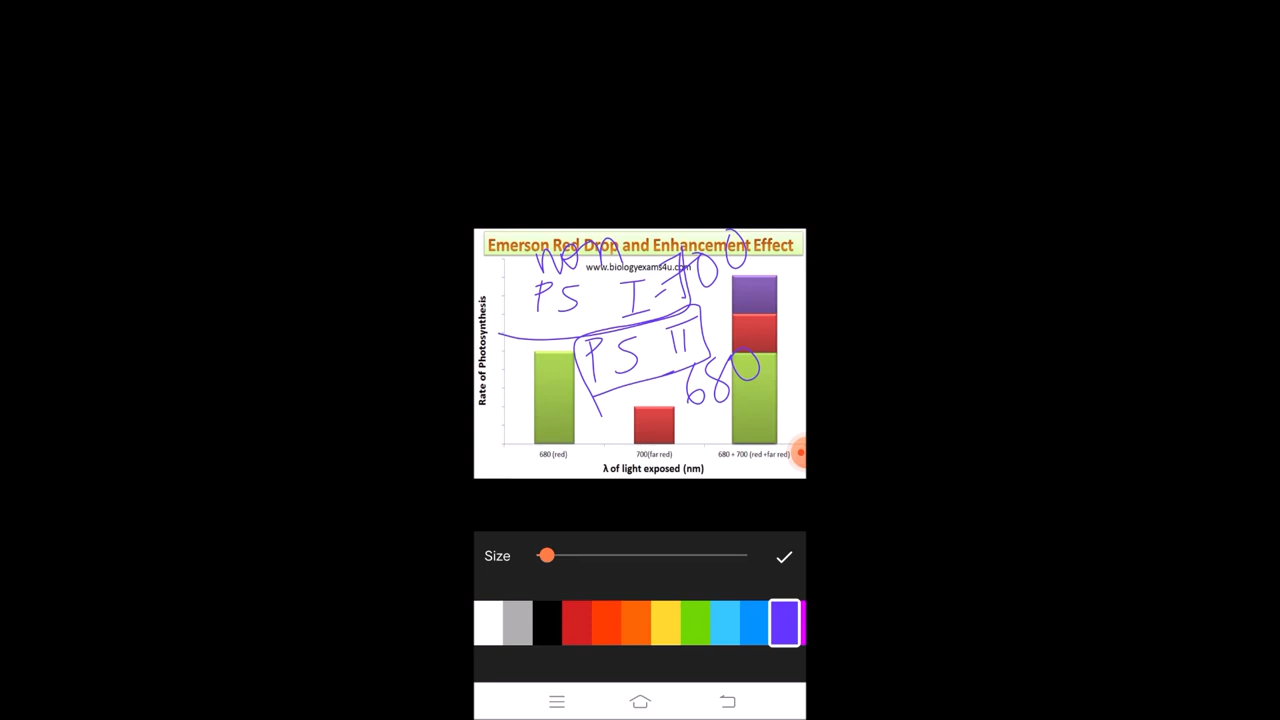 Emerson Red Drop and Enhancement Effect
www.biologyexams4u.com
non
PS I = 700
PS II
680
Rate of Photosynthesis
680 (red) 700(far red) 680 + 700 (red +far red)
λ of light exposed (nm)
Size